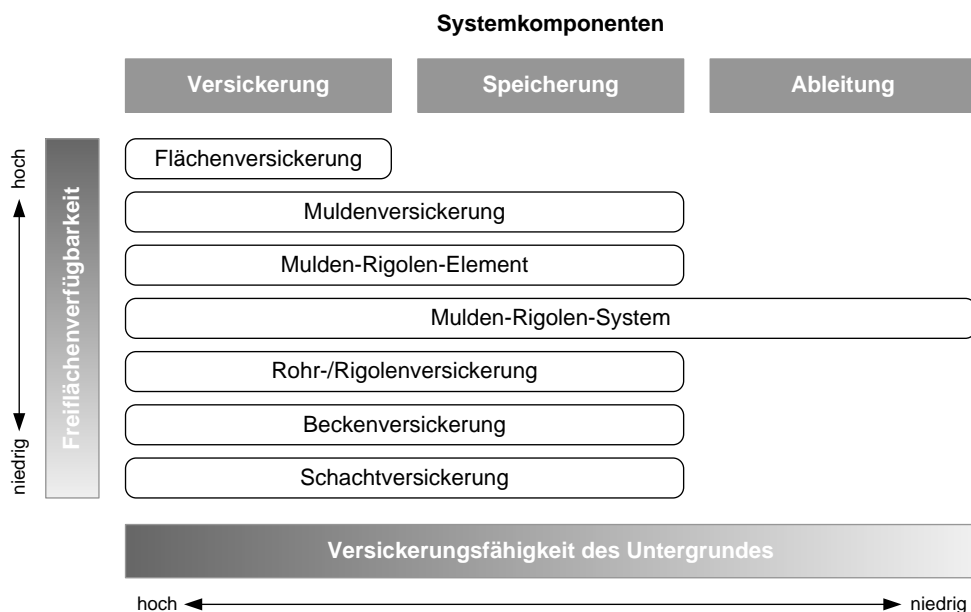 Systemkomponenten
Versickerung Speicherung Ableitung
hoch
Freiflächenverfügbarkeit
niedrig
Flächenversickerung
Muldenversickerung
Mulden-Rigolen-Element
Mulden-Rigolen-System
Rohr-/Rigolenversickerung
Beckenversickerung
Schachtversickerung
Versickerungsfähigkeit des Untergrundes
hoch niedrig